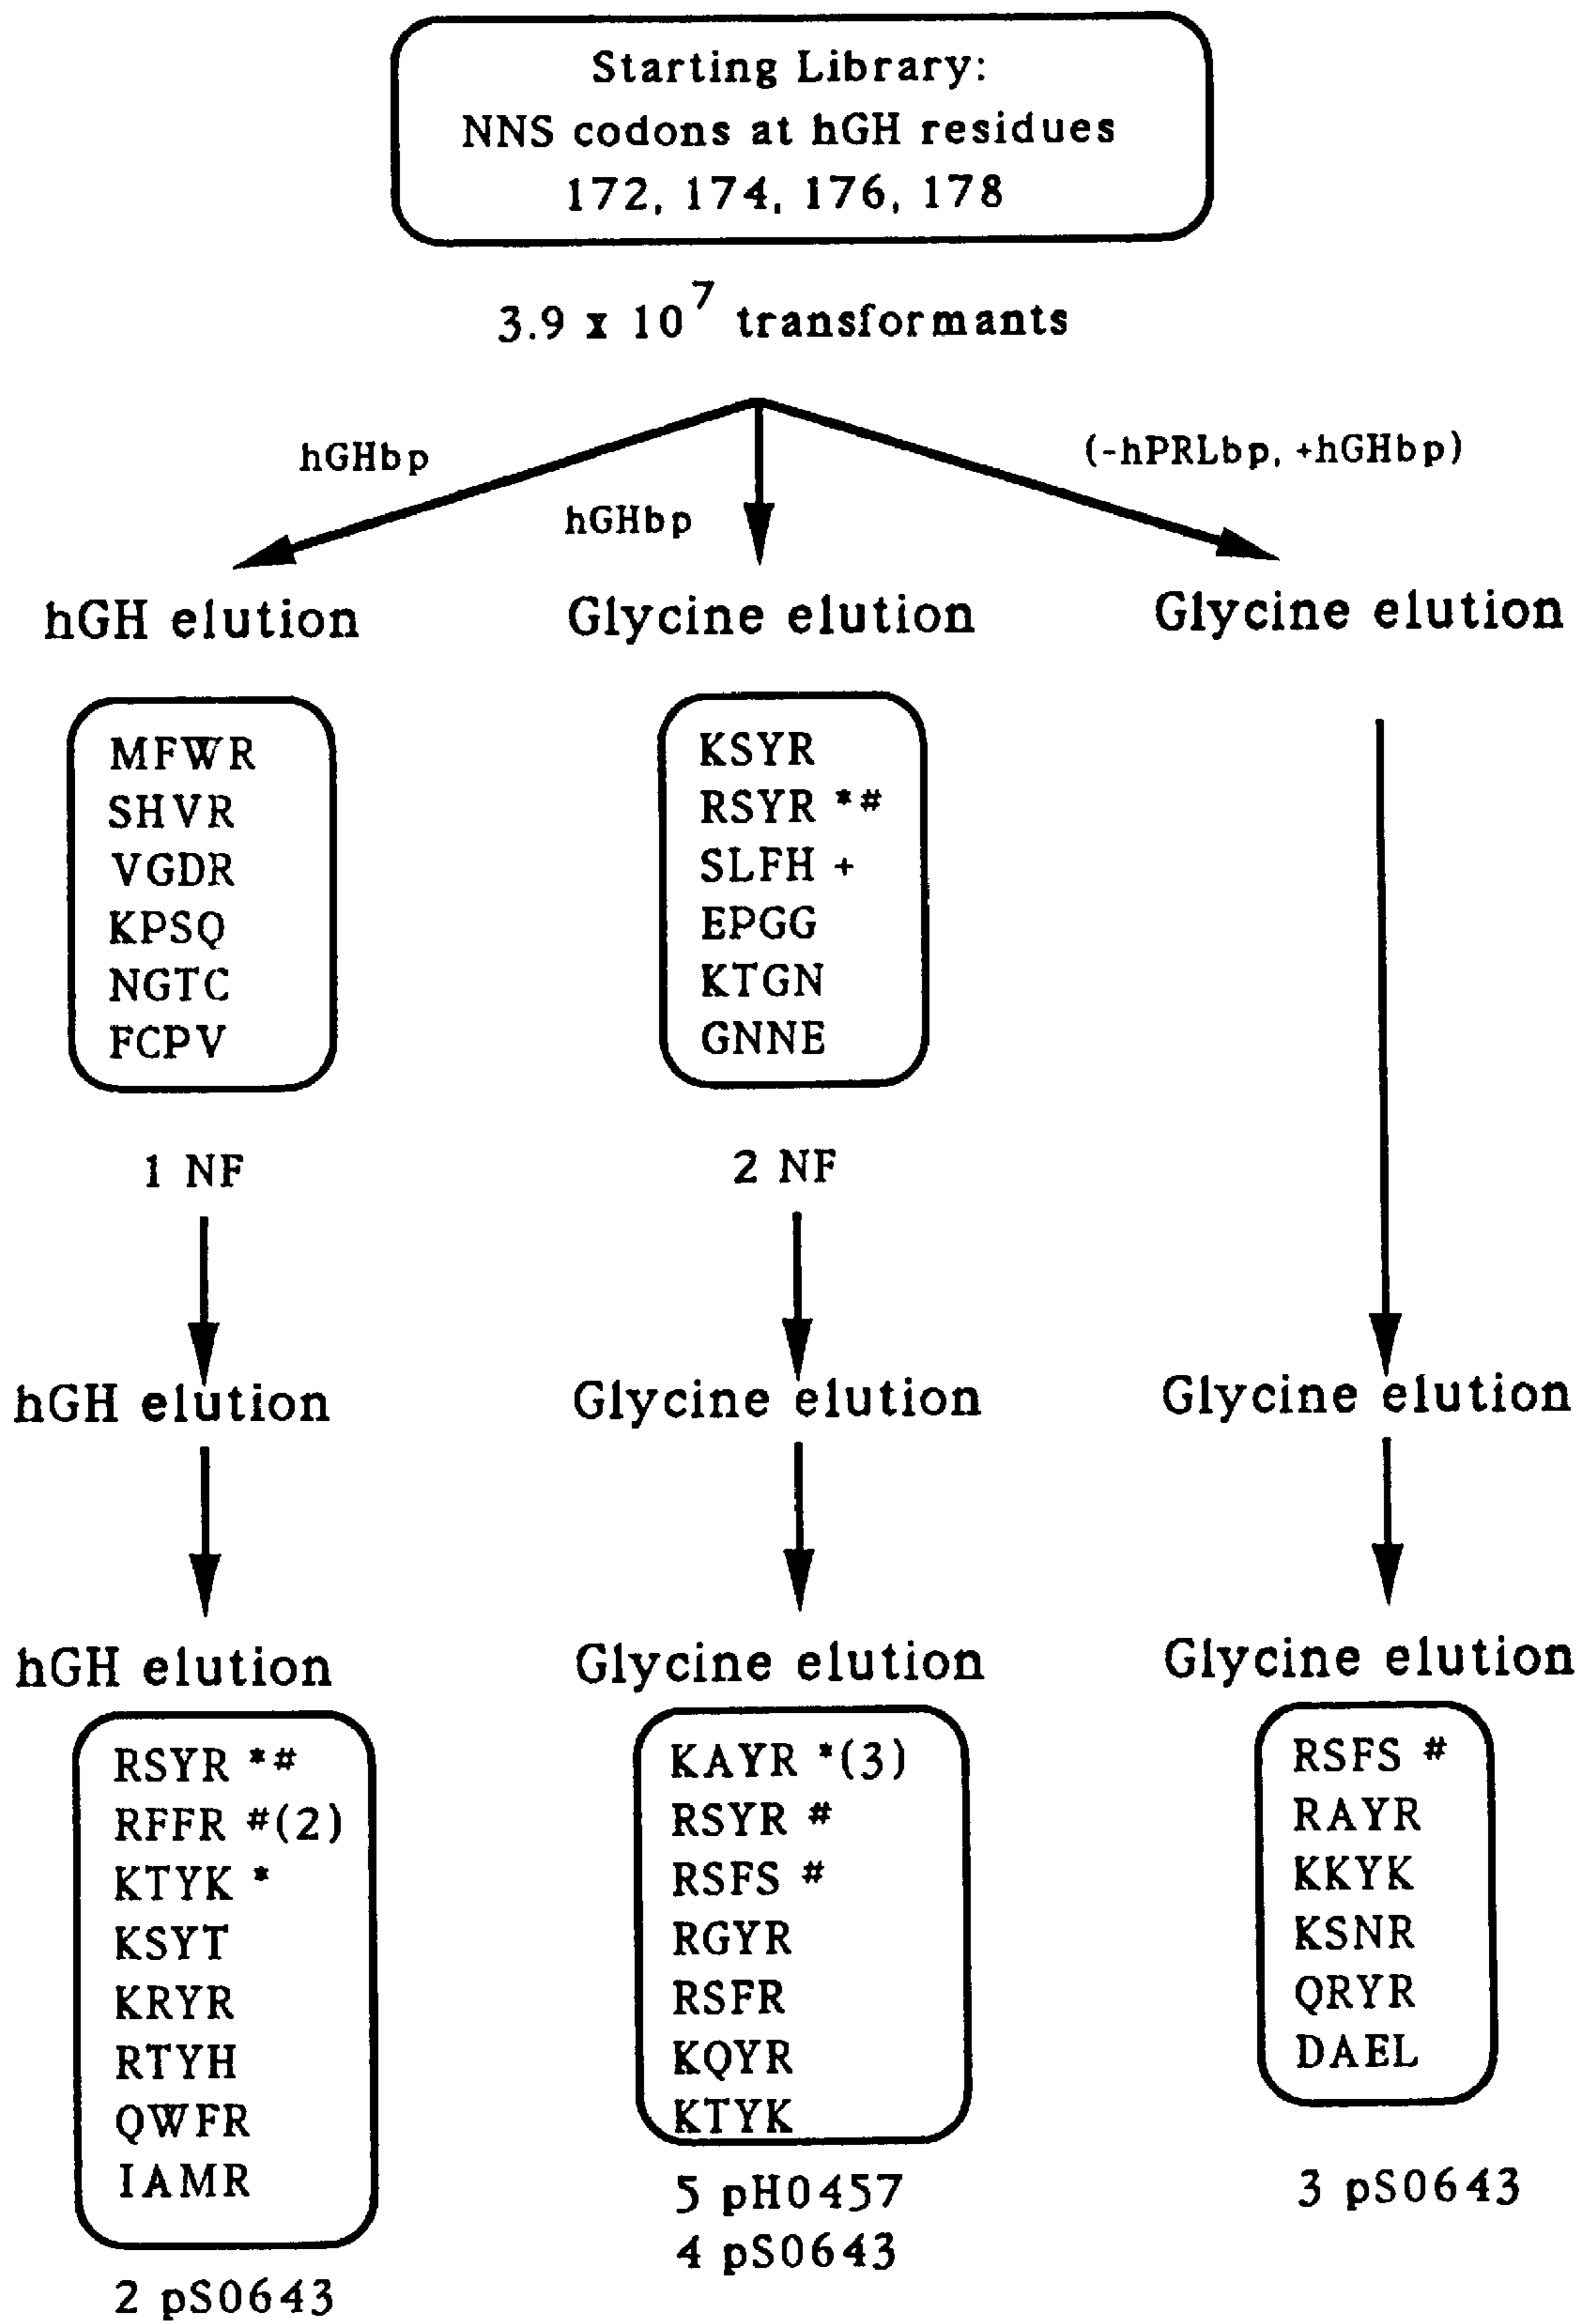 Starting Library:
NNS codons at hGH residues
172, 174, 176, 178
3.9 x 10^7 transformants
hGHbp
hGHbp
(-hPRLbp, +hGHbp)
hGH elution
Glycine elution
Glycine elution
MFWR
SHVR
VGDR
KPSQ
NGTC
FCPV
1 NF
KSYR
RSYR *#
SLFH +
EPGG
KTGN
GNNE
2 NF
hGH elution
Glycine elution
Glycine elution
hGH elution
Glycine elution
Glycine elution
RSYR *#
RFFR #(2)
KTYK *
KSYT
KRYR
RTYH
QWFR
IAMR
2 pS0643
KAYR *(3)
RSYR #
RSFS #
RGYR
RSFR
KQYR
KTYK
5 pH0457
4 pS0643
RSFS #
RAYR
KKYK
KSNR
QRYR
DAEL
3 pS0643